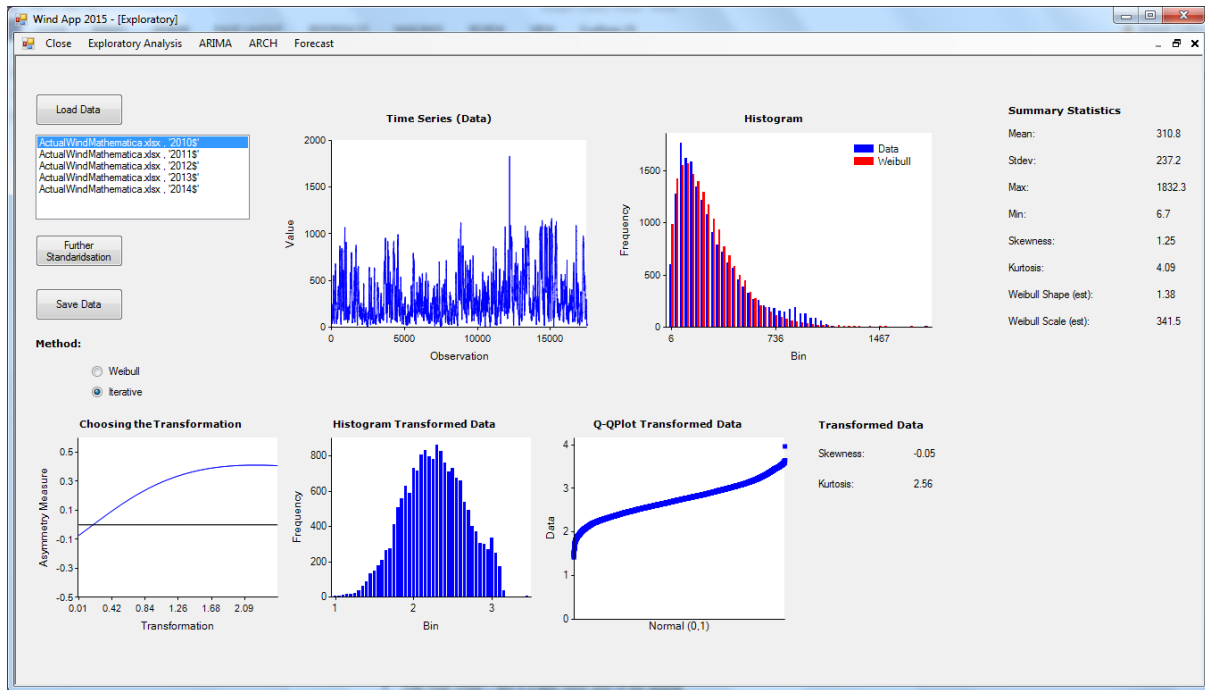 Wind App 2015 - [Exploratory]
Close Exploratory Analysis ARIMA ARCH Forecast
Load Data
ActualWindMathematica.xlsx , '2010$'
ActualWindMathematica.xlsx , '2011$'
ActualWindMathematica.xlsx , '2012$'
ActualWindMathematica.xlsx , '2013$'
ActualWindMathematica.xlsx , '2014$'
Further
Standaridsation
Save Data
Method:
Weibull
Iterative
Time Series (Data)
Value
2000
1500
1000
500
0
0 5000 10000 15000
Observation
Histogram
Data
Weibull
Frequency
1500
1000
500
0
6 736 1467
Bin
Summary Statistics
Mean: 310.8
Stdev: 237.2
Max: 1832.3
Min: 6.7
Skewness: 1.25
Kurtosis: 4.09
Weibull Shape (est): 1.38
Weibull Scale (est): 341.5
Choosing the Transformation
Asymmetry Measure
0.5
0.3
0.1
-0.1
-0.3
-0.5
0.01 0.42 0.84 1.26 1.68 2.09
Transformation
Histogram Transformed Data
Frequency
800
600
400
200
0
1 2 3
Bin
Q-QPlot Transformed Data
Data
4
3
2
1
0
Normal (0,1)
Transformed Data
Skewness: -0.05
Kurtosis: 2.56